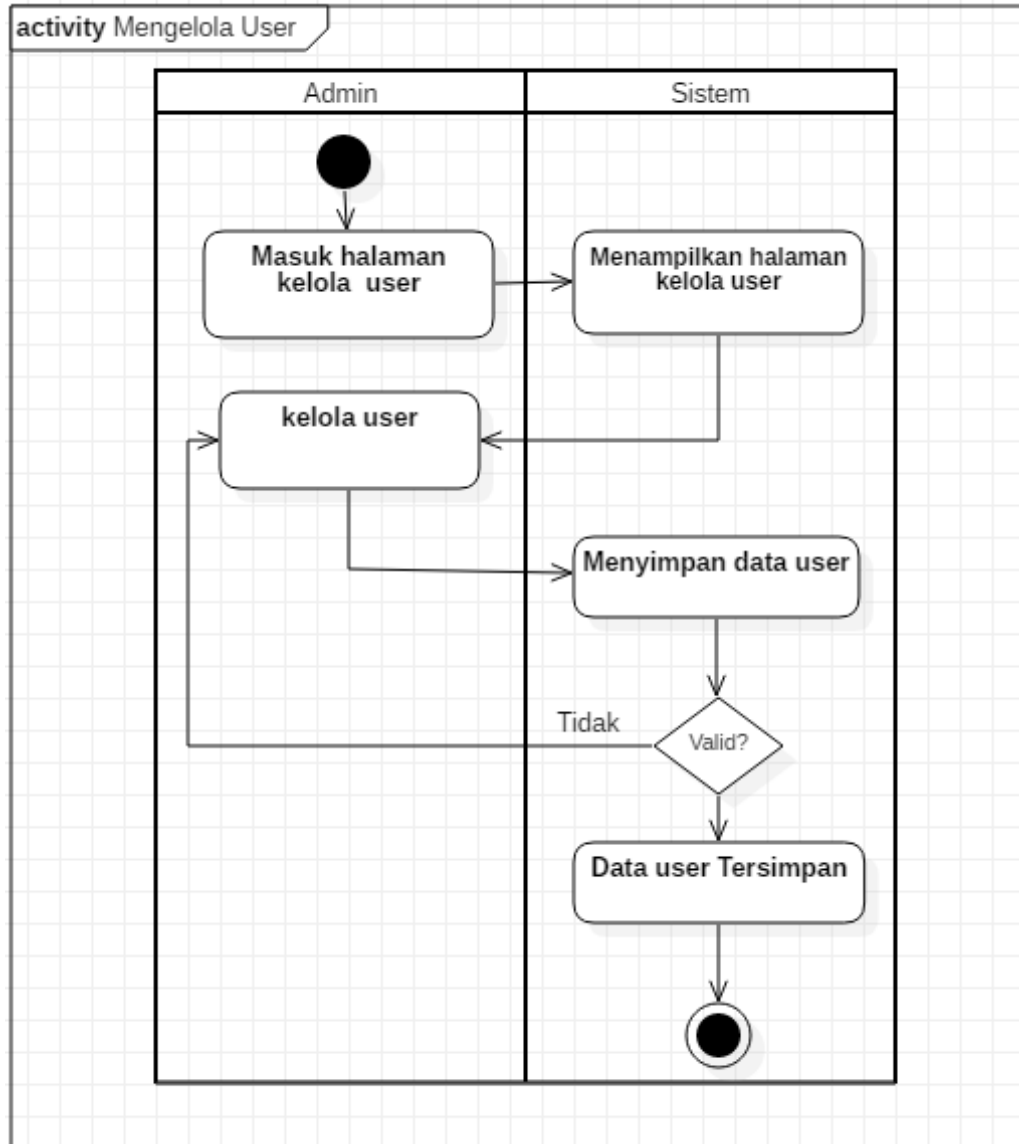 activity Mengelola User
Admin
Sistem
Masuk halaman
kelola user
Menampilkan halaman
kelola user
kelola user
Menyimpan data user
Tidak
Valid?
Data user Tersimpan